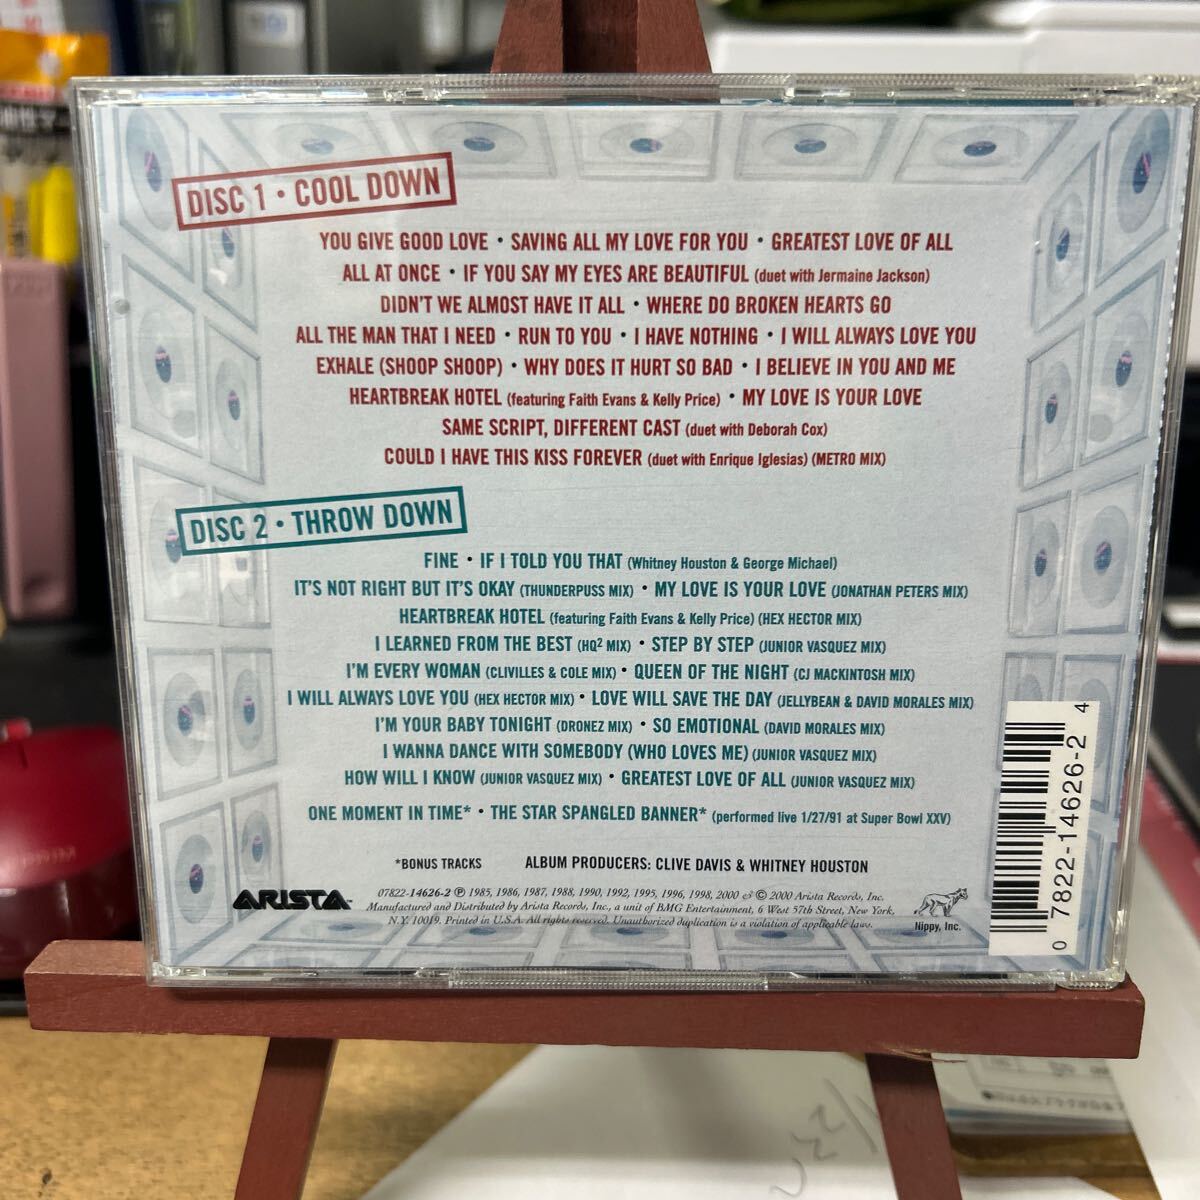 DISC 1 · COOL DOWN
YOU GIVE GOOD LOVE · SAVING ALL MY LOVE FOR YOU · GREATEST LOVE OF ALL
ALL AT ONCE · IF YOU SAY MY EYES ARE BEAUTIFUL (duet with Jermaine Jackson)
DIDN'T WE ALMOST HAVE IT ALL · WHERE DO BROKEN HEARTS GO
ALL THE MAN THAT I NEED · RUN TO YOU · I HAVE NOTHING · I WILL ALWAYS LOVE YOU
EXHALE (SHOOP SHOOP) · WHY DOES IT HURT SO BAD · I BELIEVE IN YOU AND ME
HEARTBREAK HOTEL (featuring Faith Evans & Kelly Price) · MY LOVE IS YOUR LOVE
SAME SCRIPT, DIFFERENT CAST (duet with Deborah Cox)
COULD I HAVE THIS KISS FOREVER (duet with Enrique Iglesias) (METRO MIX)
DISC 2 · THROW DOWN
FINE · IF I TOLD YOU THAT (Whitney Houston & George Michael)
IT'S NOT RIGHT BUT IT'S OKAY (THUNDERPUSS MIX) · MY LOVE IS YOUR LOVE (JONATHAN PETERS MIX)
HEARTBREAK HOTEL (featuring Faith Evans & Kelly Price) (HEX HECTOR MIX)
I LEARNED FROM THE BEST (HQ² MIX) · STEP BY STEP (JUNIOR VASQUEZ MIX)
I'M EVERY WOMAN (CLIVILLES & COLE MIX) · QUEEN OF THE NIGHT (CJ MACKINTOSH MIX)
I WILL ALWAYS LOVE YOU (HEX HECTOR MIX) · LOVE WILL SAVE THE DAY (JELLYBEAN & DAVID MORALES MIX)
I'M YOUR BABY TONIGHT (DRONEZ MIX) · SO EMOTIONAL (DAVID MORALES MIX)
I WANNA DANCE WITH SOMEBODY (WHO LOVES ME) (JUNIOR VASQUEZ MIX)
HOW WILL I KNOW (JUNIOR VASQUEZ MIX) · GREATEST LOVE OF ALL (JUNIOR VASQUEZ MIX)
ONE MOMENT IN TIME* · THE STAR SPANGLED BANNER* (performed live 1/27/91 at Super Bowl XXV)
*BONUS TRACKS ALBUM PRODUCERS: CLIVE DAVIS & WHITNEY HOUSTON
ARISTA
07822-14626-2 ℗ 1985, 1986, 1987, 1988, 1990, 1992, 1995, 1996, 1998, 2000 & © 2000 Arista Records, Inc.
Manufactured and Distributed by Arista Records, Inc., a unit of BMG Entertainment, 6 West 57th Street, New York,
N.Y. 10019. Printed in U.S.A. All rights reserved. Unauthorized duplication is a violation of applicable laws.
Nippy, Inc.
0 7822-14626-2 4